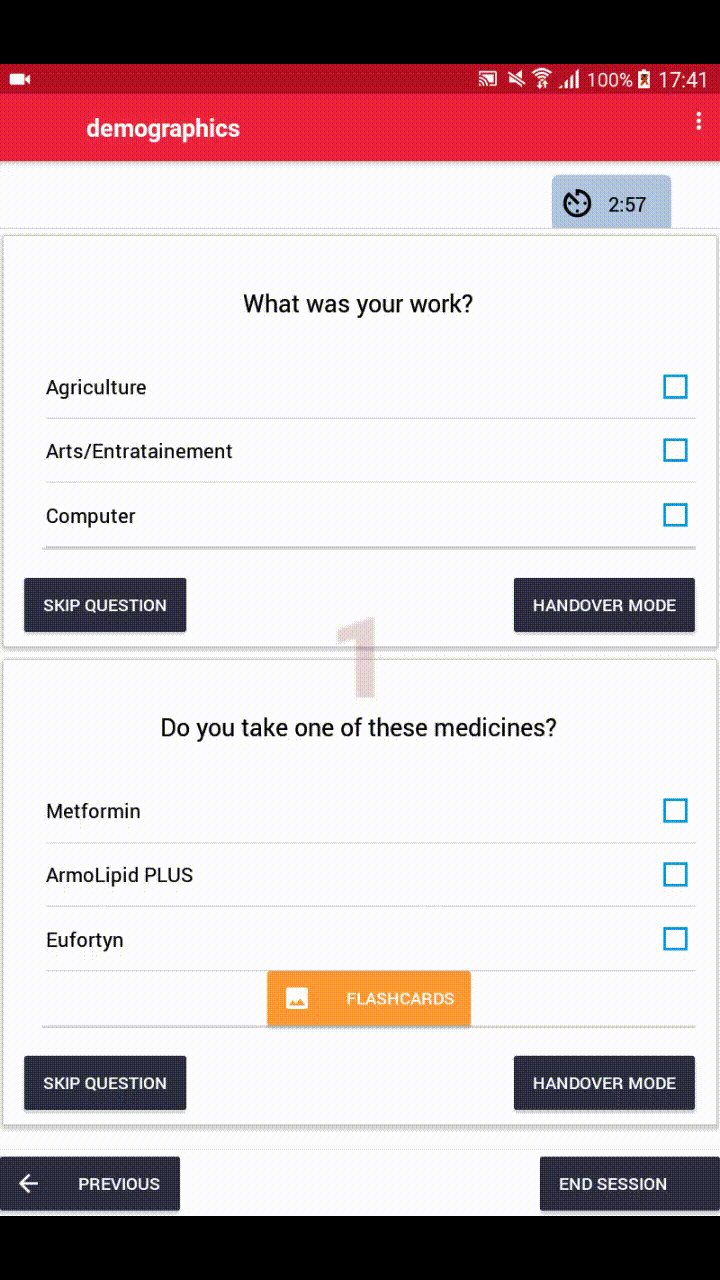 100% 17:41
demographics
2:57
What was your work?
Agriculture
Arts/Entratainement
Computer
SKIP QUESTION HANDOVER MODE
1
Do you take one of these medicines?
Metformin
ArmoLipid PLUS
Eufortyn
FLASHCARDS
SKIP QUESTION HANDOVER MODE
PREVIOUS END SESSION